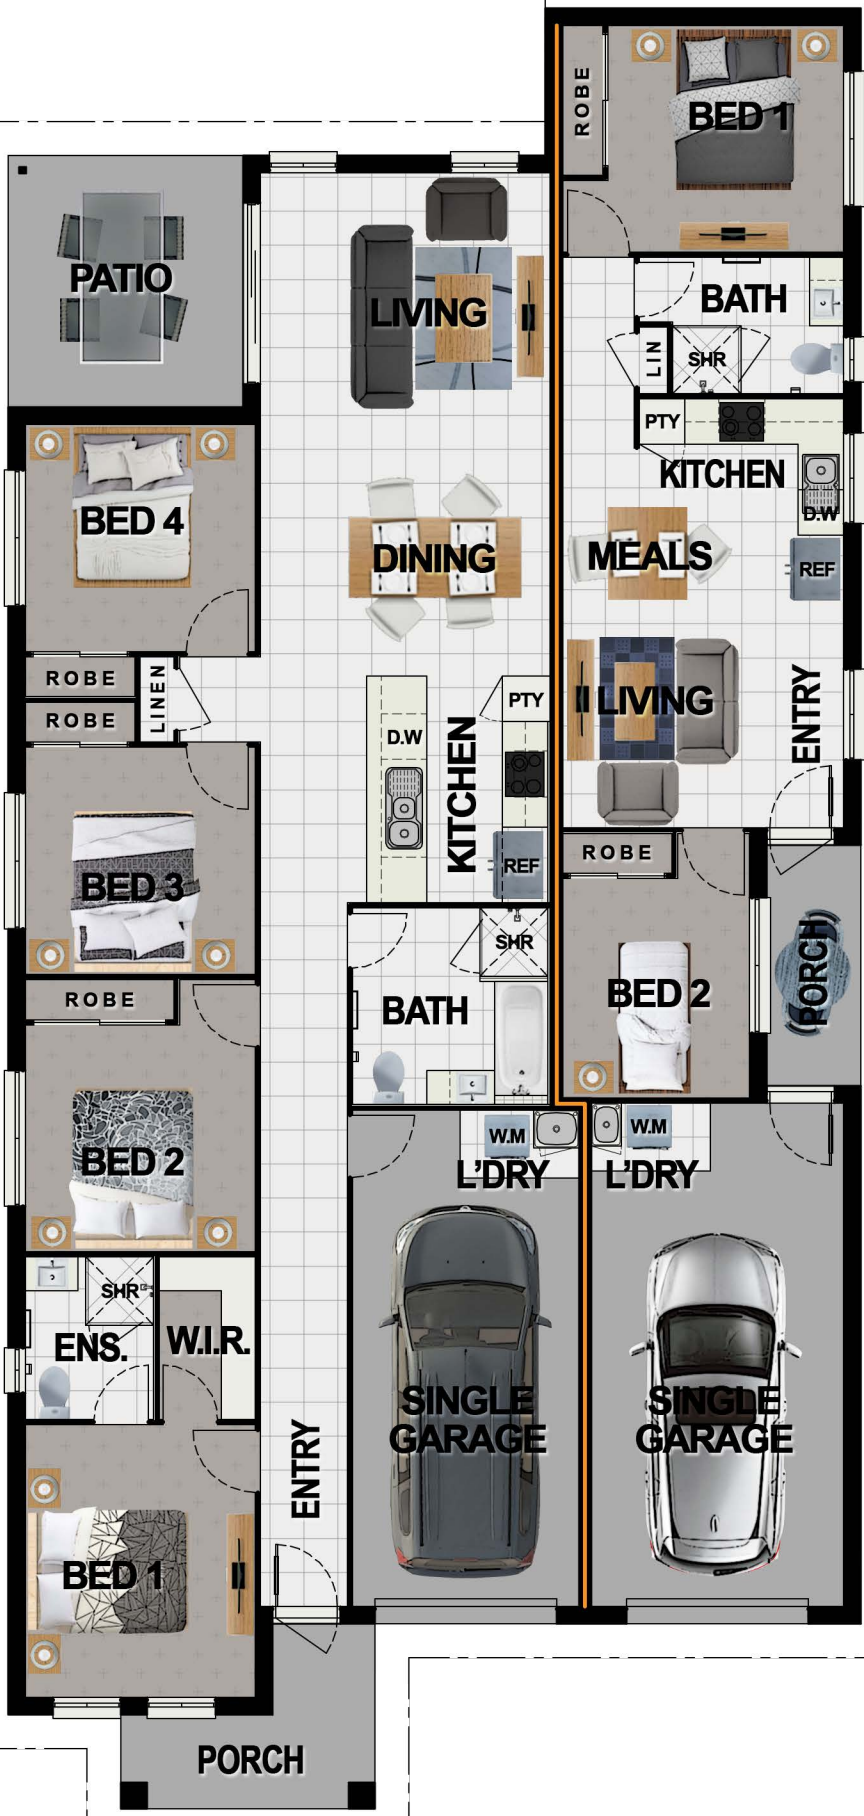 ROBE
BED 1
PATIO
LIVING
BATH
LIN
SHR
PTY
KITCHEN
D.W
BED 4
DINING
MEALS
REF
ROBE
ROBE
LINEN
D.W
KITCHEN
PTY
REF
LIVING
ENTRY
BED 3
ROBE
BED 2
PORCH
ROBE
SHR
BATH
BED 2
W.M
L'DRY
W.M
L'DRY
SHR
ENS.
W.I.R.
ENTRY
SINGLE
GARAGE
SINGLE
GARAGE
BED 1
PORCH